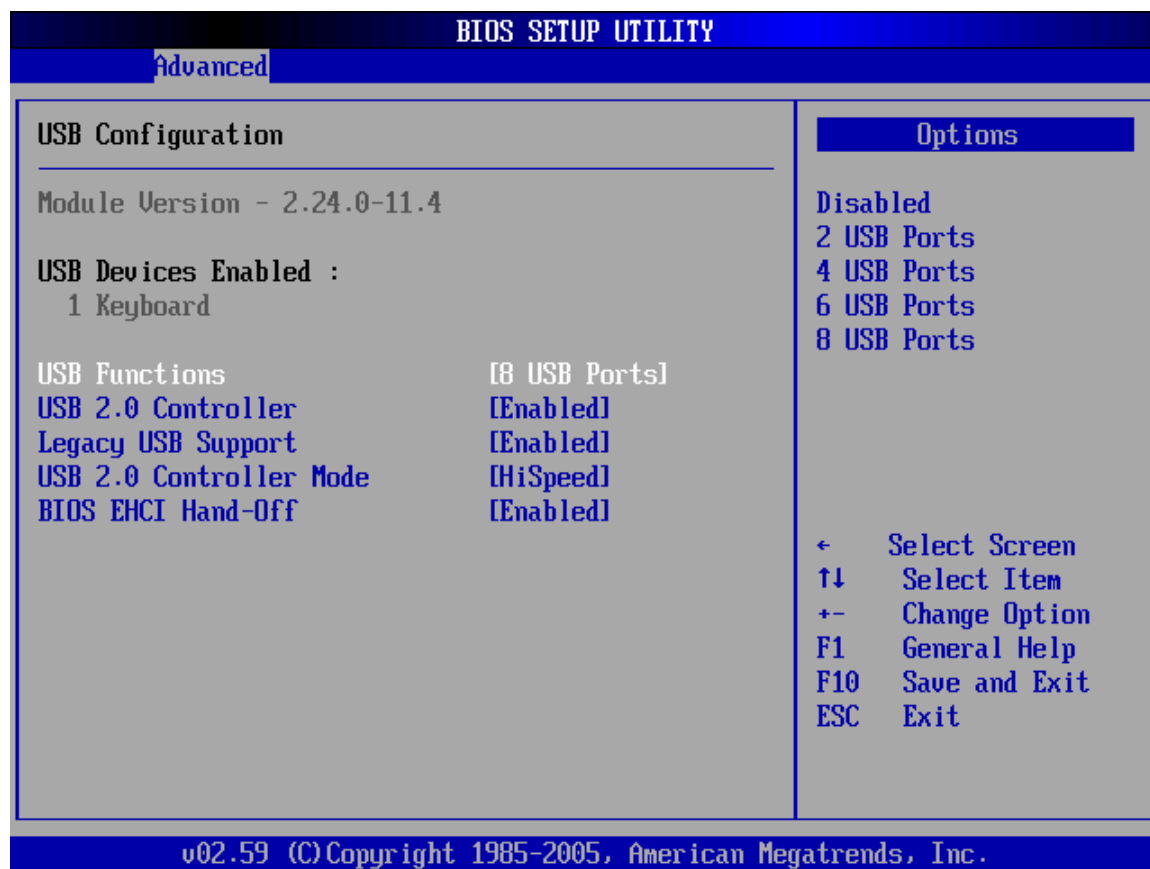 BIOS SETUP UTILITY
Advanced
USB Configuration
Module Version - 2.24.0-11.4
USB Devices Enabled :
1 Keyboard
USB Functions [8 USB Ports]
USB 2.0 Controller [Enabled]
Legacy USB Support [Enabled]
USB 2.0 Controller Mode [HiSpeed]
BIOS EHCI Hand-Off [Enabled]
Options
Disabled
2 USB Ports
4 USB Ports
6 USB Ports
8 USB Ports
← Select Screen
↑↓ Select Item
+- Change Option
F1 General Help
F10 Save and Exit
ESC Exit
v02.59 (C)Copyright 1985-2005, American Megatrends, Inc.